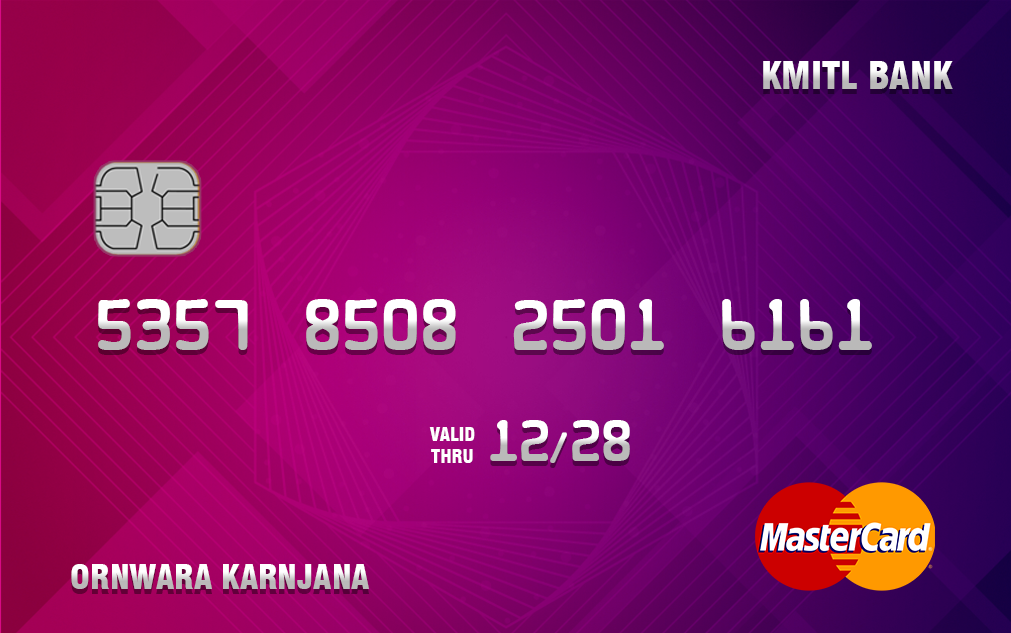 KMITL BANK
5357 8508 2501 6161
VALID
THRU 12/28
MasterCard
ORNWARA KARNJANA